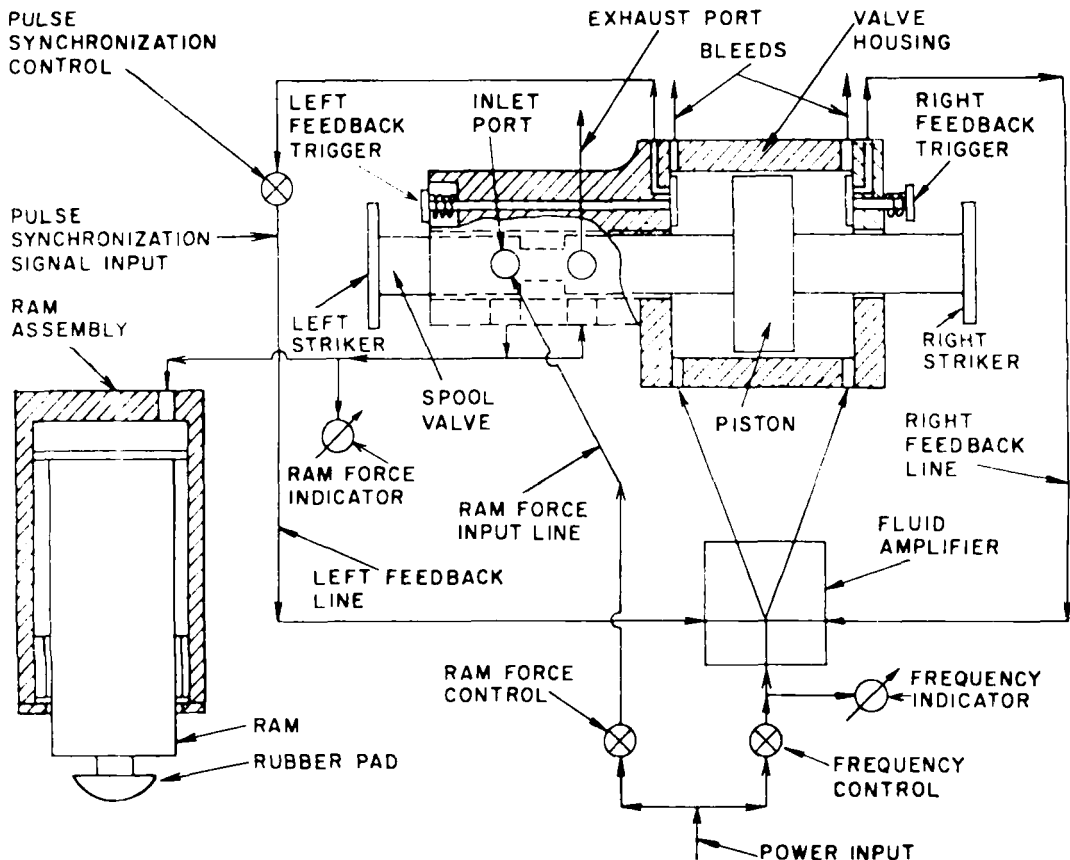 PULSE
SYNCHRONIZATION
CONTROL
EXHAUST PORT
BLEEDS
VALVE
HOUSING
LEFT
FEEDBACK
TRIGGER
INLET
PORT
RIGHT
FEEDBACK
TRIGGER
PULSE
SYNCHRONIZATION
SIGNAL INPUT
RAM
ASSEMBLY
LEFT
STRIKER
SPOOL
VALVE
PISTON
RIGHT
STRIKER
RAM FORCE
INDICATOR
RAM FORCE
INPUT LINE
RIGHT
FEEDBACK
LINE
FLUID
AMPLIFIER
LEFT FEEDBACK
LINE
RAM FORCE
CONTROL
FREQUENCY
INDICATOR
RAM
RUBBER PAD
FREQUENCY
CONTROL
POWER INPUT